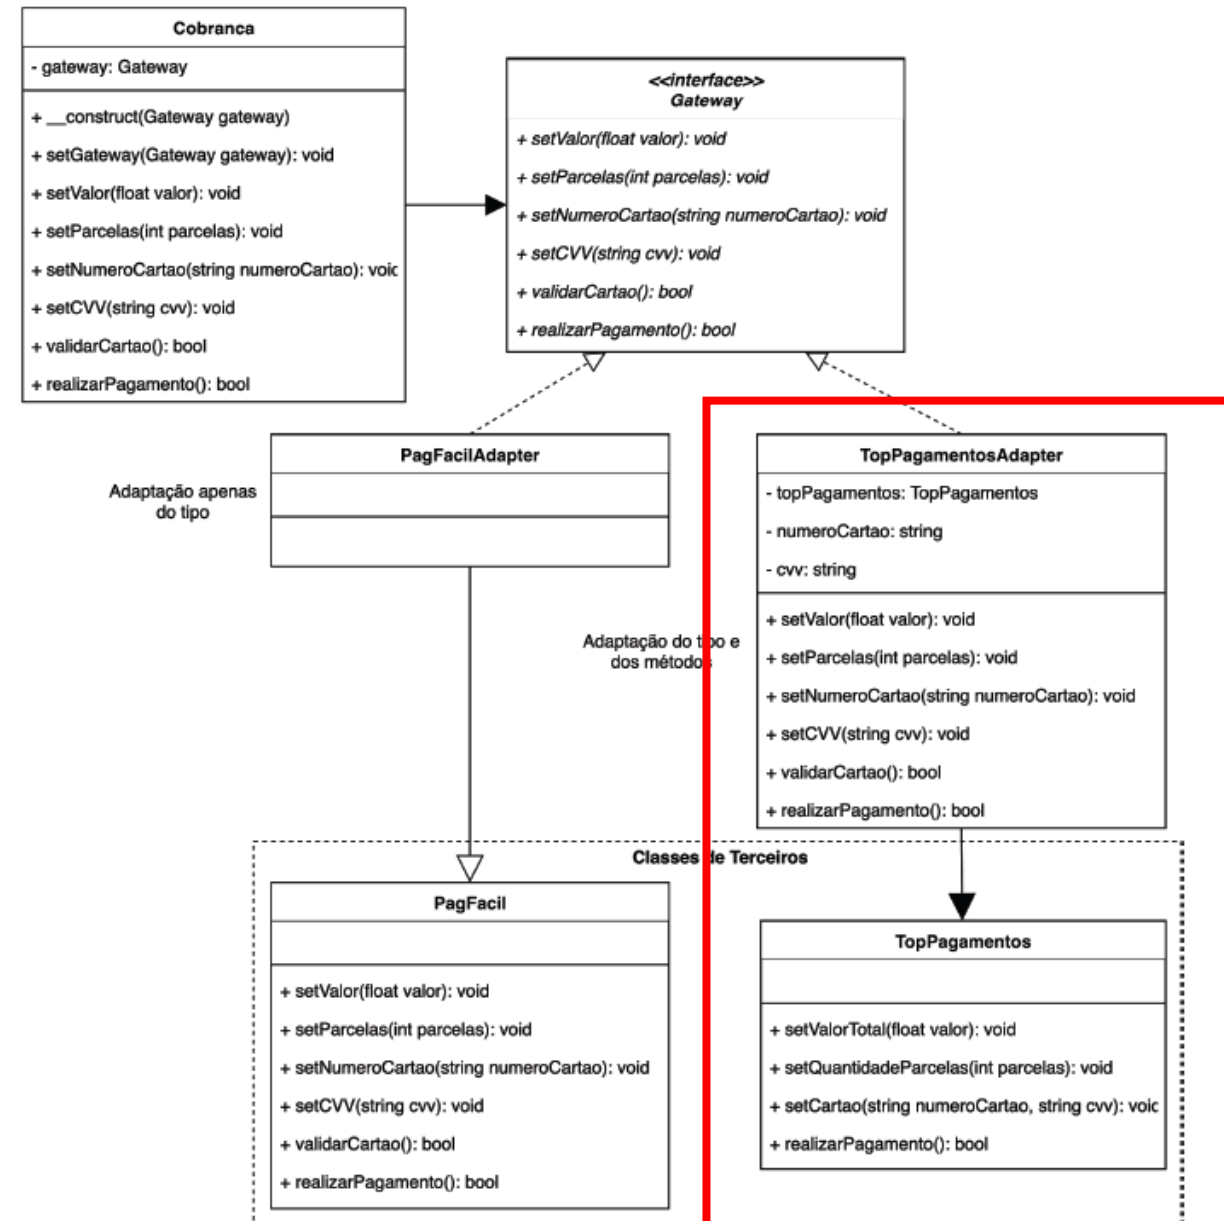 Cobranca
- gateway: Gateway
+ __construct(Gateway gateway)
+ setGateway(Gateway gateway): void
+ setValor(float valor): void
+ setParcelas(int parcelas): void
+ setNumeroCartao(string numeroCartao): voic
+ setCVV(string cvv): void
+ validarCartao(): bool
+ realizarPagamento(): bool
<<interface>>
Gateway
+ setValor(float valor): void
+ setParcelas(int parcelas): void
+ setNumeroCartao(string numeroCartao): void
+ setCVV(string cvv): void
+ validarCartao(): bool
+ realizarPagamento(): bool
PagFacilAdapter
Adaptação apenas
do tipo
TopPagamentosAdapter
- topPagamentos: TopPagamentos
- numeroCartao: string
- cvv: string
+ setValor(float valor): void
+ setParcelas(int parcelas): void
+ setNumeroCartao(string numeroCartao): void
+ setCVV(string cvv): void
+ validarCartao(): bool
+ realizarPagamento(): bool
Adaptação do tipo e
dos métodos
Classes de Terceiros
PagFacil
+ setValor(float valor): void
+ setParcelas(int parcelas): void
+ setNumeroCartao(string numeroCartao): void
+ setCVV(string cvv): void
+ validarCartao(): bool
+ realizarPagamento(): bool
TopPagamentos
+ setValorTotal(float valor): void
+ setQuantidadeParcelas(int parcelas): void
+ setCartao(string numeroCartao, string cvv): voic
+ realizarPagamento(): bool